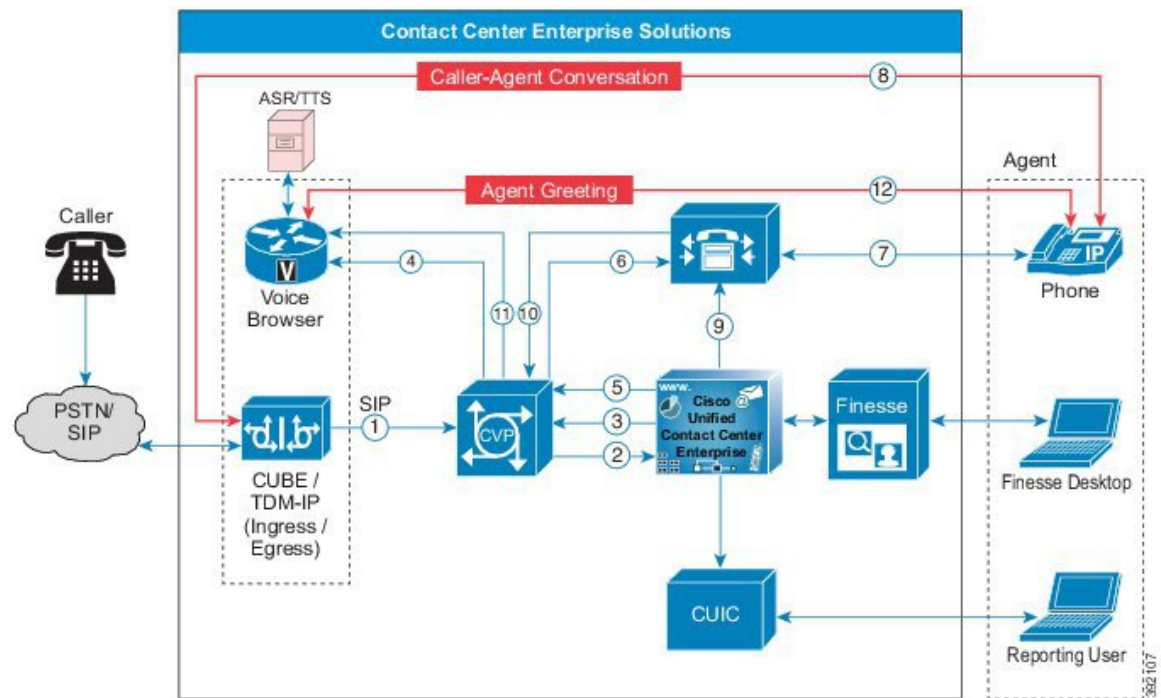 Contact Center Enterprise Solutions
Caller-Agent Conversation
8
ASR/TTS
Agent
Agent Greeting
12
Caller
4
6
7
IP
V
Voice
Browser
Phone
11
10
9
www.
5
SIP
PSTN/
SIP
1
CVP
3
2
Cisco @
Unified
Contact Center
Enterprise
Finesse
CUBE /
TDM-IP
(Ingress /
Egress)
Finesse Desktop
CUIC
Reporting User
392107